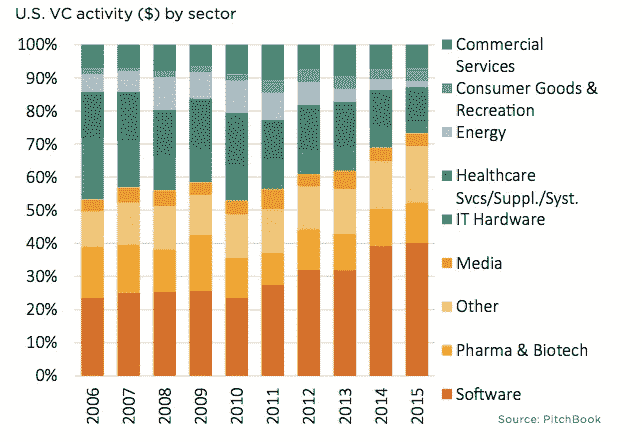 U.S. VC activity ($) by sector
100%
90%
80%
70%
60%
50%
40%
30%
20%
10%
0%
2006
2007
2008
2009
2010
2011
2012
2013
2014
2015
Commercial
Services
Consumer Goods &
Recreation
Energy
Healthcare
Svcs/Suppl./Syst.
IT Hardware
Media
Other
Pharma & Biotech
Software
Source: PitchBook